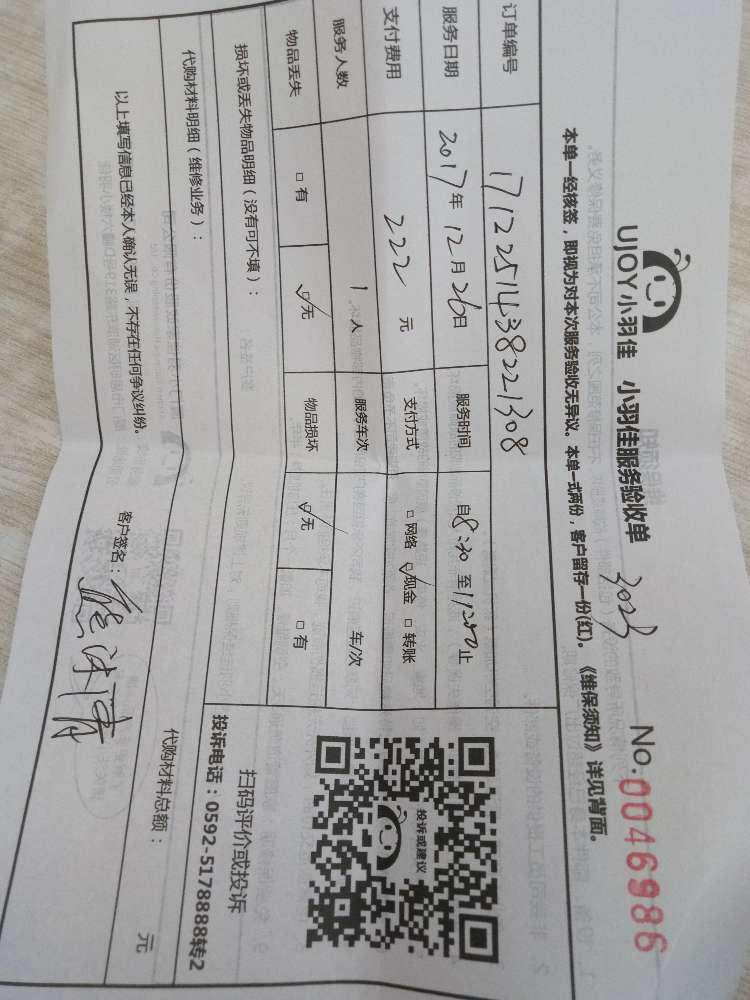 UJOY小羽佳 小羽佳服务验收单 3023 No.0046986
本单一经核签，即视为对本次服务验收无异议。本单一式两份，客户留存一份(红)。《维保须知》详见背面。
订单编号 1712251438221308
服务日期 2017年12月26日 服务时间 自8:30至11:30止
支付费用 222元 支付方式 □网络 ☑现金 □转账
服务人数 1人 服务车次 车/次
物品丢失 □有 ☑无 物品损坏 ☑无 □有
损坏或丢失物品明细（没有可不填）：
代购材料明细（维修业务）： 代购材料总额： 元
以上填写信息已经本人确认无误，不存在任何争议纠纷。 客户签名：
投诉或建议
扫码评价或投诉
投诉电话：0592-5178888转2